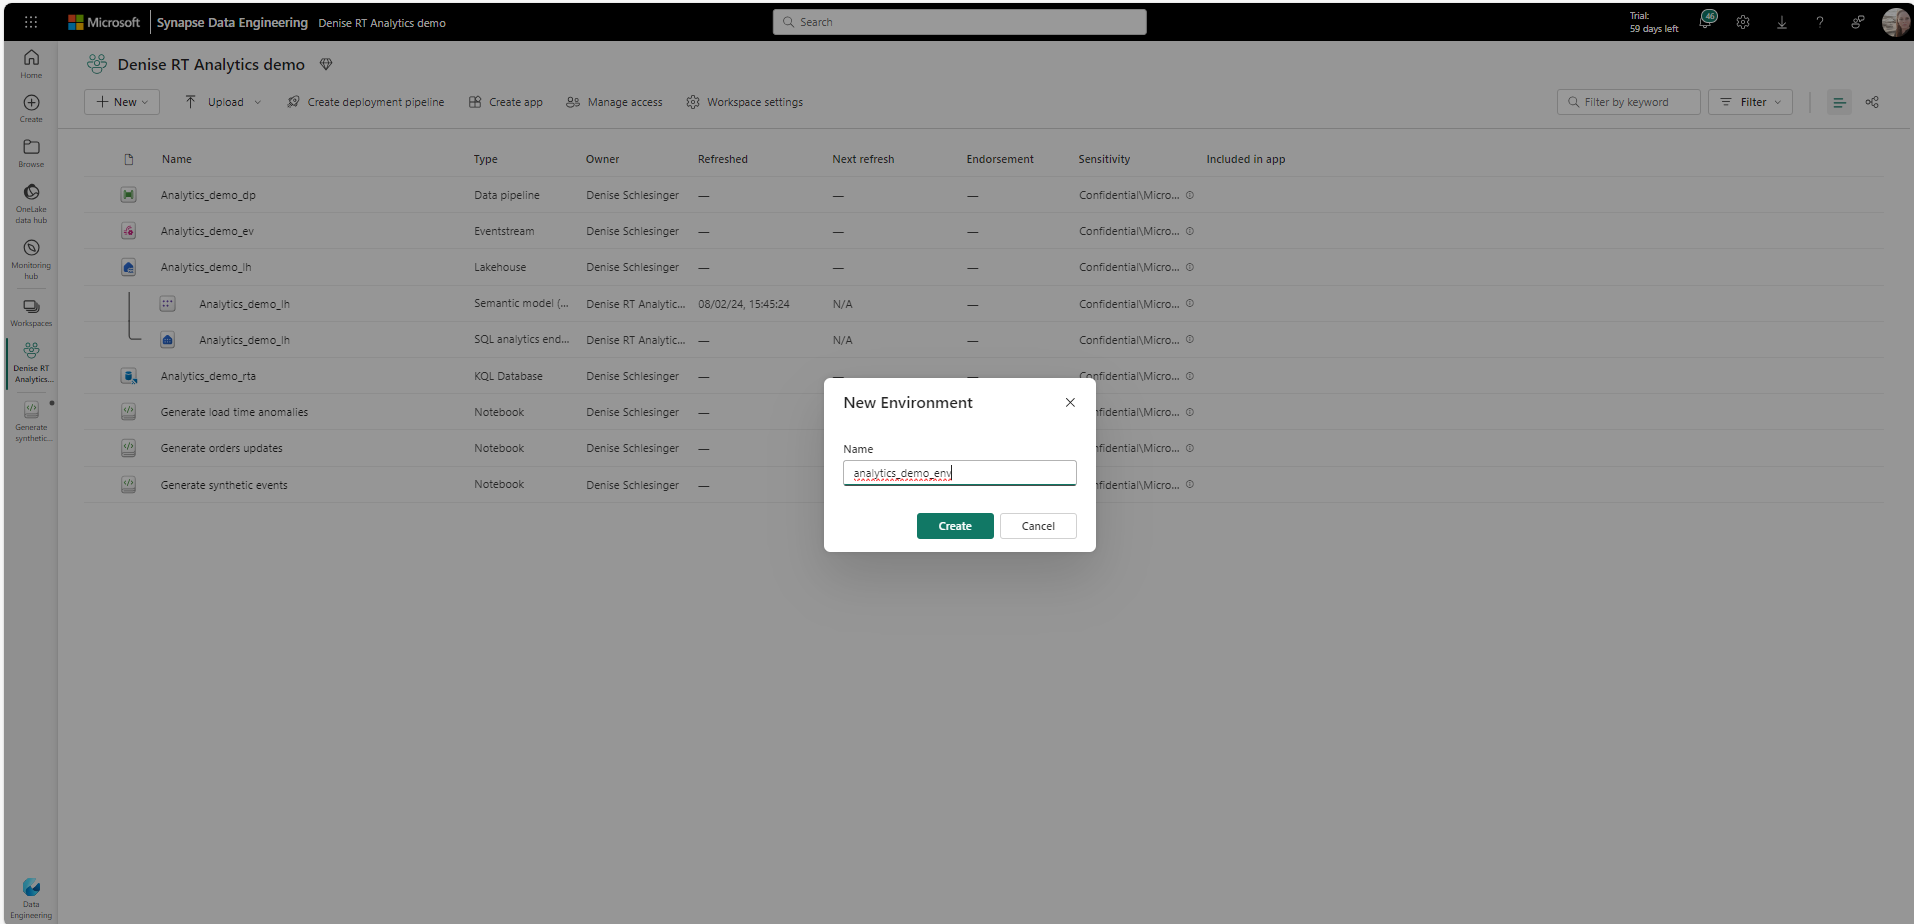 Microsoft Synapse Data Engineering Denise RT Analytics demo Search Trial: 59 days left 46
Home
Create
Browse
OneLake data hub
Monitoring hub
Workspaces
Denise RT Analytics...
Generate synthetic...
Data Engineering
Denise RT Analytics demo
New Upload Create deployment pipeline Create app Manage access Workspace settings Filter by keyword Filter
Name Type Owner Refreshed Next refresh Endorsement Sensitivity Included in app
Analytics_demo_dp Data pipeline Denise Schlesinger — — — Confidential\Micro...
Analytics_demo_ev Eventstream Denise Schlesinger — — — Confidential\Micro...
Analytics_demo_lh Lakehouse Denise Schlesinger — — — Confidential\Micro...
Analytics_demo_lh Semantic model (... Denise RT Analytic... 08/02/24, 15:45:24 N/A — Confidential\Micro...
Analytics_demo_lh SQL analytics end... Denise RT Analytic... — N/A — Confidential\Micro...
Analytics_demo_rta KQL Database Denise Schlesinger — — — Confidential\Micro...
Generate load time anomalies Notebook Denise Schlesinger — nfidential\Micro...
Generate orders updates Notebook Denise Schlesinger — nfidential\Micro...
Generate synthetic events Notebook Denise Schlesinger — nfidential\Micro...
New Environment
Name
analytics_demo_env
Create Cancel